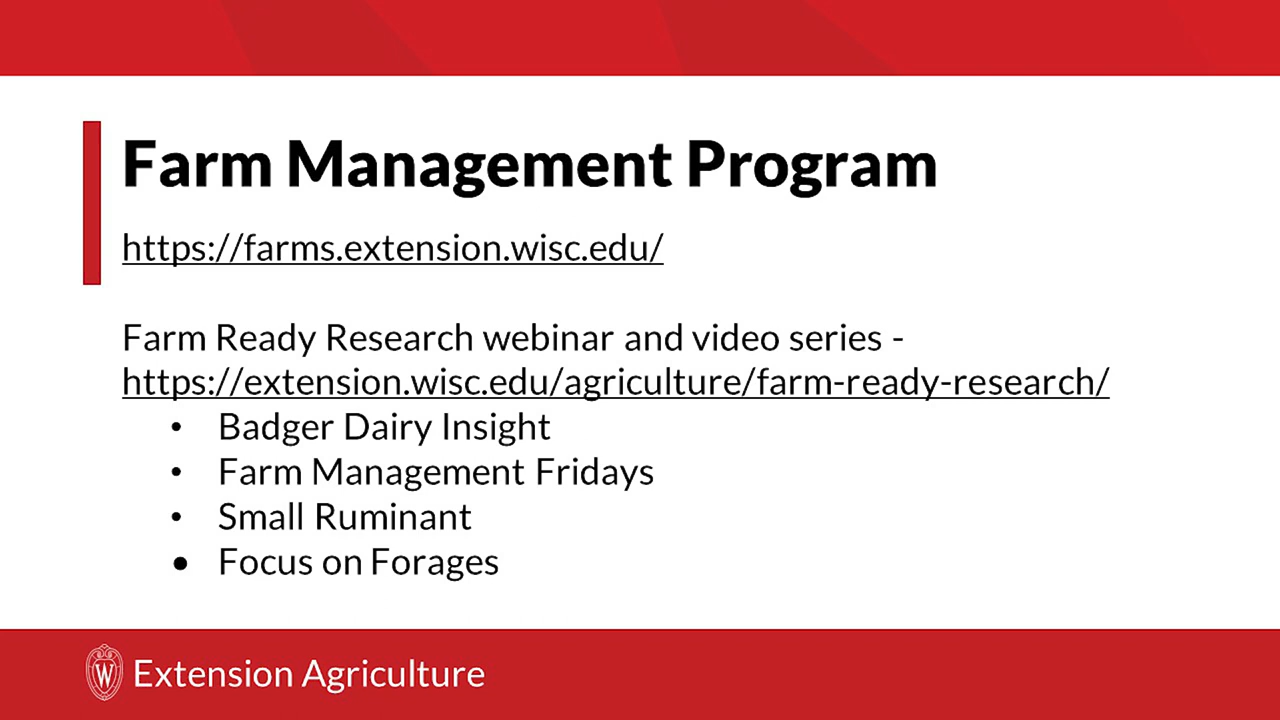 Farm Management Program
https://farms.extension.wisc.edu/
Farm Ready Research webinar and video series -
https://extension.wisc.edu/agriculture/farm-ready-research/
• Badger Dairy Insight
• Farm Management Fridays
• Small Ruminant
• Focus on Forages
W Extension Agriculture